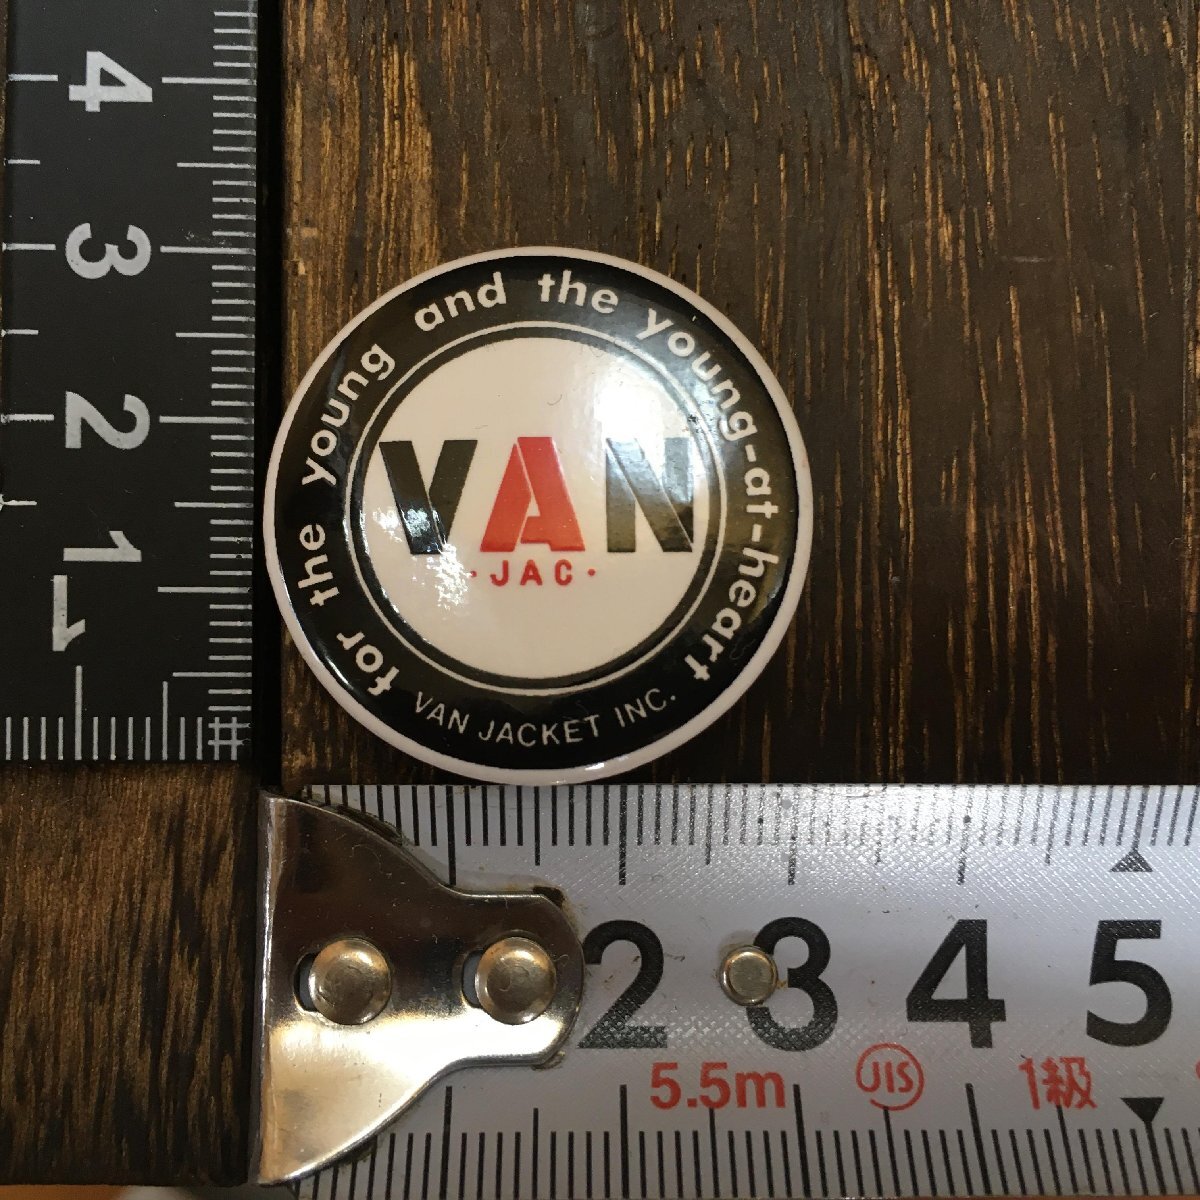 4
3
2
1
for the young and the young-at-heart
VAN
·JAC·
VAN JACKET INC.
2 3 4 5
5.5m JIS 1級